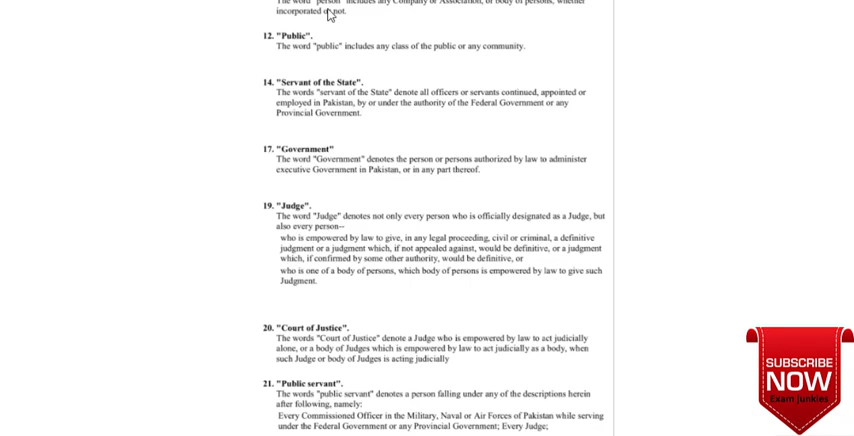 The word "person" includes any Company or Association, or body of persons, whether
incorporated or not.
12. "Public".
The word "public" includes any class of the public or any community.
14. "Servant of the State".
The words "servant of the State" denote all officers or servants continued, appointed or
employed in Pakistan, by or under the authority of the Federal Government or any
Provincial Government.
17. "Government"
The word "Government" denotes the person or persons authorized by law to administer
executive Government in Pakistan, or in any part thereof.
19. "Judge".
The word "Judge" denotes not only every person who is officially designated as a Judge, but
also every person--
who is empowered by law to give, in any legal proceeding, civil or criminal, a definitive
judgment or a judgment which, if not appealed against, would be definitive, or a judgment
which, if confirmed by some other authority, would be definitive, or
who is one of a body of persons, which body of persons is empowered by law to give such
Judgment.
20. "Court of Justice".
The words "Court of Justice" denote a Judge who is empowered by law to act judicially
alone, or a body of Judges which is empowered by law to act judicially as a body, when
such Judge or body of Judges is acting judicially
21. "Public servant".
The words "public servant" denotes a person falling under any of the descriptions herein
after following, namely:
Every Commissioned Officer in the Military, Naval or Air Forces of Pakistan while serving
under the Federal Government or any Provincial Government; Every Judge;
SUBSCRIBE
NOW
Exam Junkies